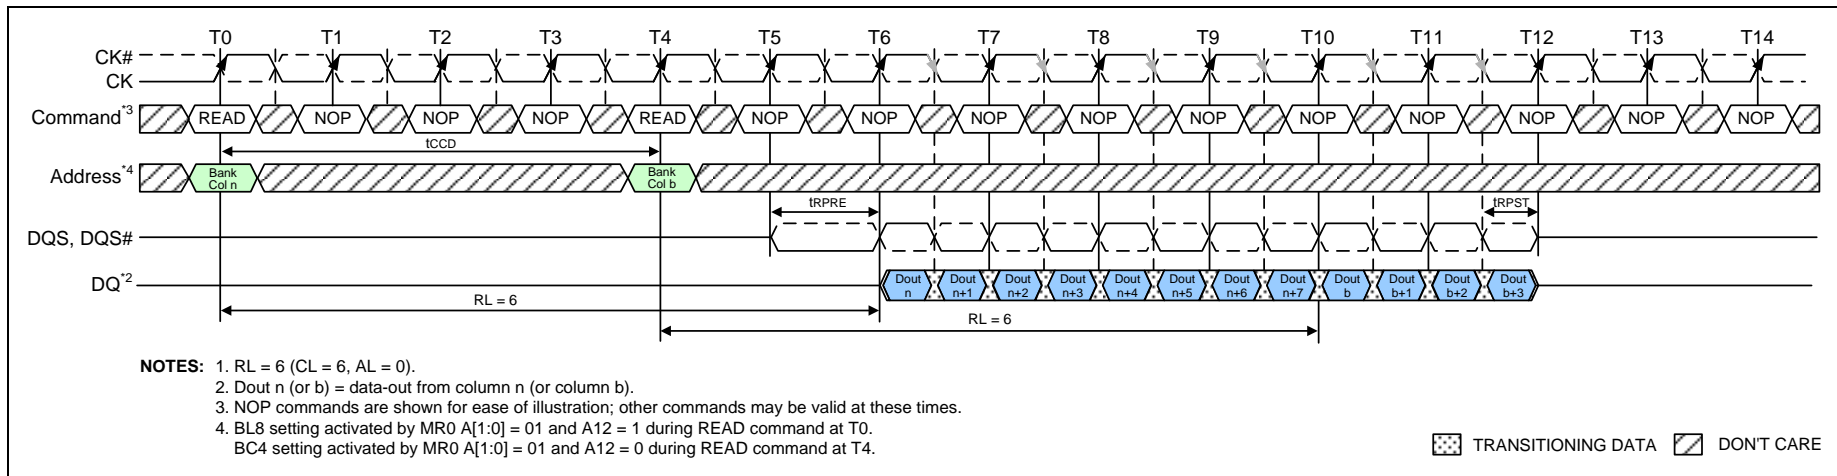 T0 T1 T2 T3 T4 T5 T6 T7 T8 T9 T10 T11 T12 T13 T14
CK#
CK
Command*3 READ NOP NOP NOP READ NOP NOP NOP NOP NOP NOP NOP NOP NOP NOP
tCCD
Address*4 Bank Col n Bank Col b
tRPRE tRPST
DQS, DQS#
DQ*2 Dout n Dout n+1 Dout n+2 Dout n+3 Dout n+4 Dout n+5 Dout n+6 Dout n+7 Dout b Dout b+1 Dout b+2 Dout b+3
RL = 6
RL = 6
NOTES: 1. RL = 6 (CL = 6, AL = 0).
2. Dout n (or b) = data-out from column n (or column b).
3. NOP commands are shown for ease of illustration; other commands may be valid at these times.
4. BL8 setting activated by MR0 A[1:0] = 01 and A12 = 1 during READ command at T0.
BC4 setting activated by MR0 A[1:0] = 01 and A12 = 0 during READ command at T4.
TRANSITIONING DATA DON'T CARE